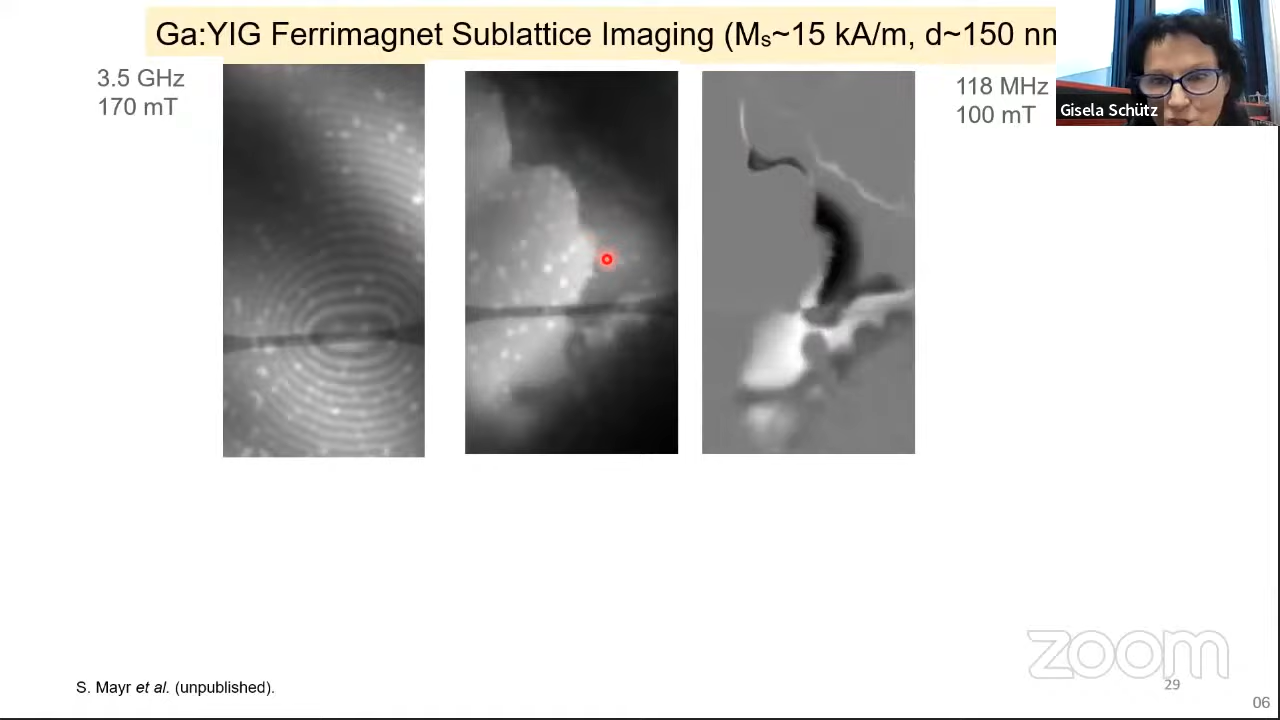 Ga:YIG Ferrimagnet Sublattice Imaging (Mₛ~15 kA/m, d~150 nm
3.5 GHz
170 mT
118 MHz
100 mT
Gisela Schütz
S. Mayr et al. (unpublished).
zoom
29
06